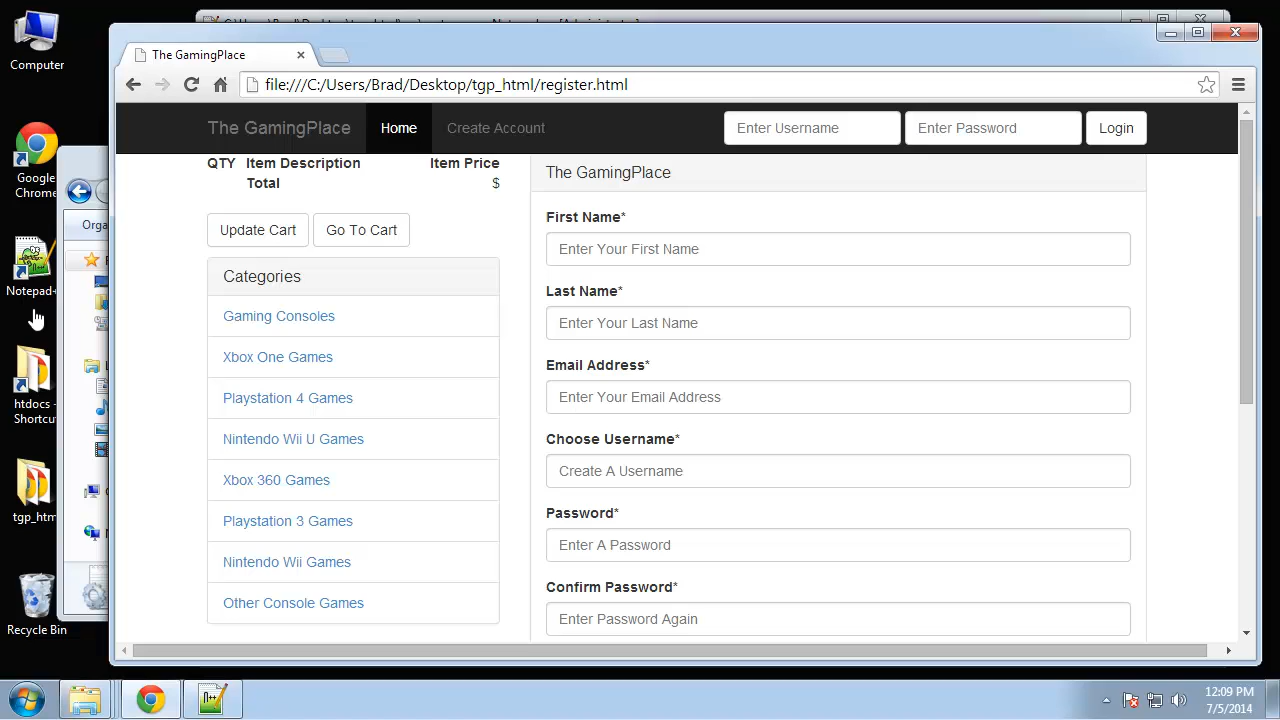 Computer
Google Chrome
Notepad+
htdocs - Shortcu
tgp_htm
Recycle Bin
Orga
The GamingPlace
file:///C:/Users/Brad/Desktop/tgp_html/register.html
The GamingPlace Home Create Account Enter Username Enter Password Login
QTY Item Description Item Price
Total $
Update Cart Go To Cart
Categories
Gaming Consoles
Xbox One Games
Playstation 4 Games
Nintendo Wii U Games
Xbox 360 Games
Playstation 3 Games
Nintendo Wii Games
Other Console Games
The GamingPlace
First Name*
Enter Your First Name
Last Name*
Enter Your Last Name
Email Address*
Enter Your Email Address
Choose Username*
Create A Username
Password*
Enter A Password
Confirm Password*
Enter Password Again
12:09 PM
7/5/2014